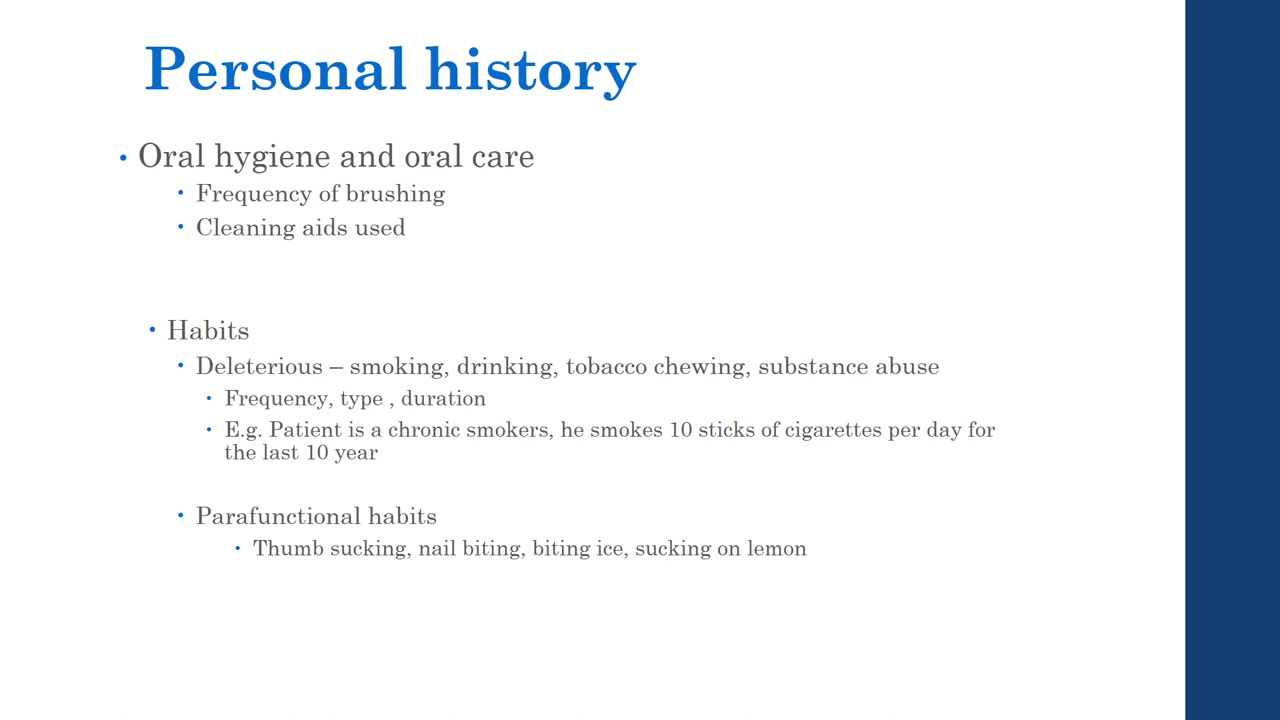 Personal history
• Oral hygiene and oral care
• Frequency of brushing
• Cleaning aids used
• Habits
• Deleterious – smoking, drinking, tobacco chewing, substance abuse
• Frequency, type , duration
• E.g. Patient is a chronic smokers, he smokes 10 sticks of cigarettes per day for
the last 10 year
• Parafunctional habits
• Thumb sucking, nail biting, biting ice, sucking on lemon